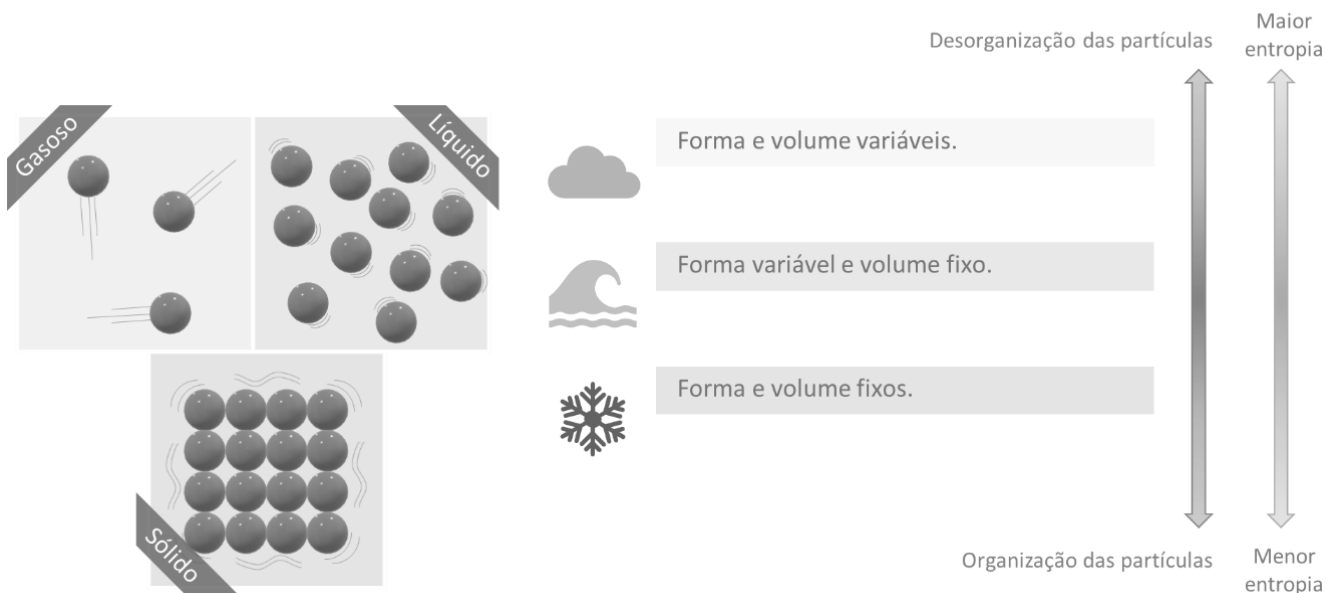 Desorganização das partículas
Maior
entropia
Gasoso
Líquido
Forma e volume variáveis.
Forma variável e volume fixo.
Forma e volume fixos.
Sólido
Organização das partículas
Menor
entropia